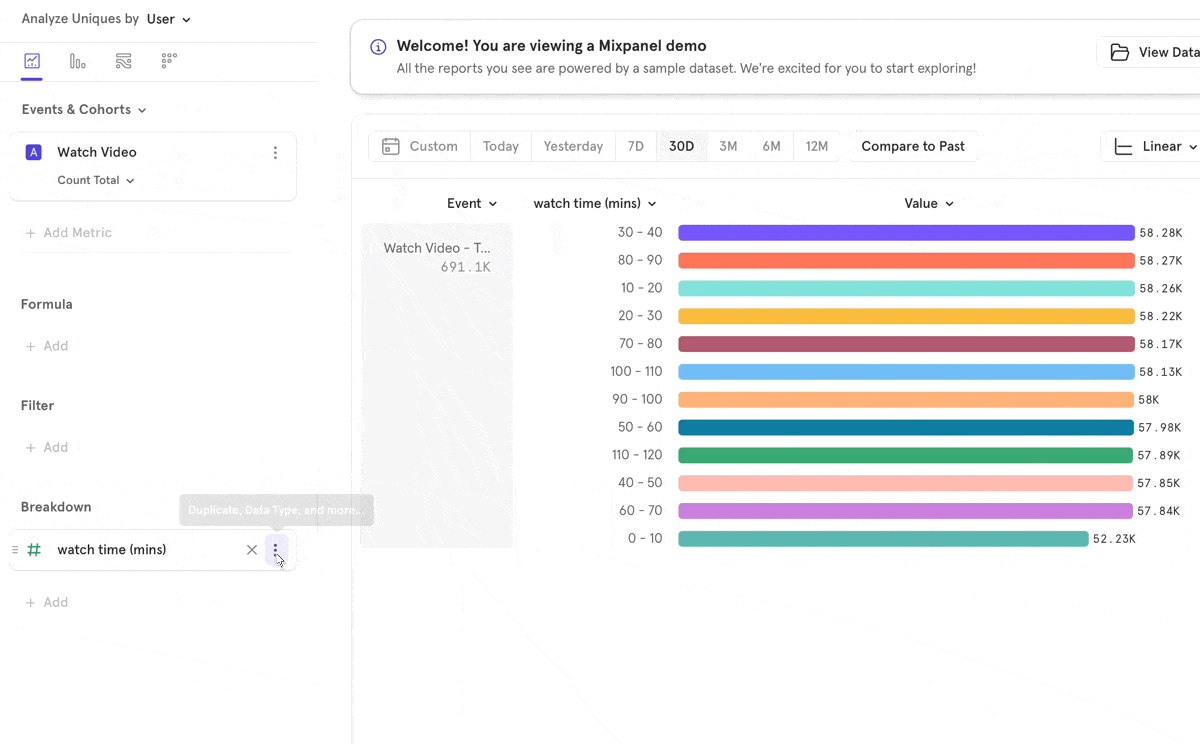 Analyze Uniques by User
Events & Cohorts
A Watch Video
Count Total
+ Add Metric
Formula
+ Add
Filter
+ Add
Breakdown
Duplicate, Data Type, and more...
watch time (mins)
+ Add
Welcome! You are viewing a Mixpanel demo
All the reports you see are powered by a sample dataset. We're excited for you to start exploring!
View Data
Custom Today Yesterday 7D 30D 3M 6M 12M Compare to Past Linear
Event watch time (mins) Value
Watch Video - T...
691.1K
30 - 40 58.28K
80 - 90 58.27K
10 - 20 58.26K
20 - 30 58.22K
70 - 80 58.17K
100 - 110 58.13K
90 - 100 58K
50 - 60 57.98K
110 - 120 57.89K
40 - 50 57.85K
60 - 70 57.84K
0 - 10 52.23K